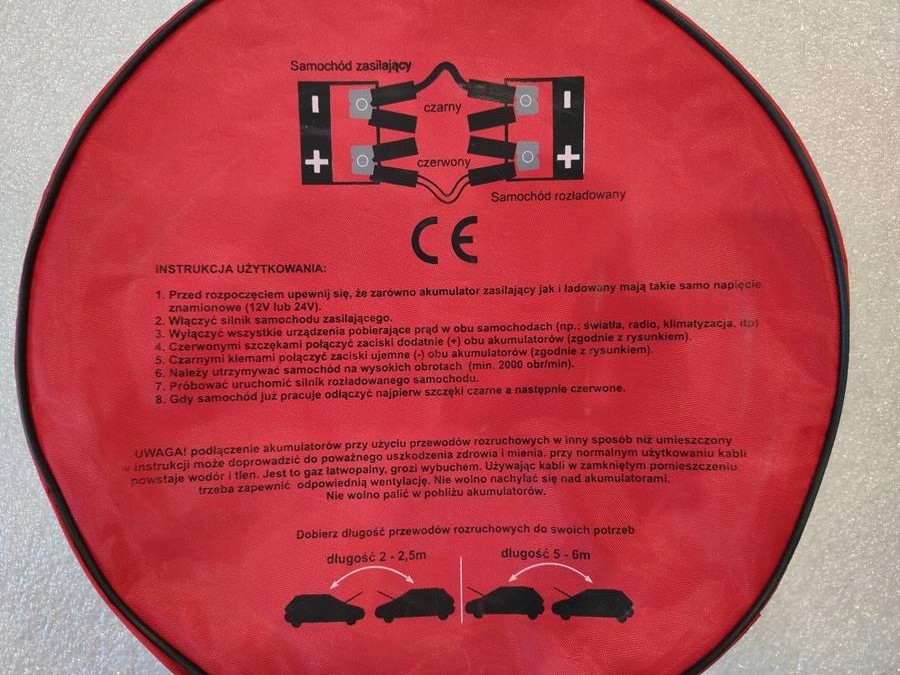 Samochód zasilający
- -
czarny
+ +
czerwony
Samochód rozładowany
CE
INSTRUKCJA UŻYTKOWANIA:
1. Przed rozpoczęciem upewnij się, że zarówno akumulator zasilający jak i ładowany mają takie samo napięcie
znamionowe (12V lub 24V).
2. Włączyć silnik samochodu zasilającego.
3. Wyłączyć wszystkie urządzenia pobierające prąd w obu samochodach (np.: światła, radio, klimatyzacja, itp)
4. Czerwonymi szczękami połączyć zaciski dodatnie (+) obu akumulatorów (zgodnie z rysunkiem).
5. Czarnymi klemami połączyć zaciski ujemne (-) obu akumulatorów (zgodnie z rysunkiem).
6. Należy utrzymywać samochód na wysokich obrotach (min. 2000 obr/min).
7. Próbować uruchomić silnik rozładowanego samochodu.
8. Gdy samochód już pracuje odłączyć najpierw szczęki czarne a następnie czerwone.
UWAGA! podłączenie akumulatorów przy użyciu przewodów rozruchowych w inny sposób niż umieszczony
w instrukcji może doprowadzić do poważnego uszkodzenia zdrowia i mienia. przy normalnym użytkowaniu kabli
powstaje wodór i tlen. Jest to gaz łatwopalny, grozi wybuchem. Używając kabli w zamkniętym pomieszczeniu
trzeba zapewnić odpowiednią wentylację. Nie wolno nachylać się nad akumulatorami.
Nie wolno palić w pobliżu akumulatorów.
Dobierz długość przewodów rozruchowych do swoich potrzeb
długość 2 - 2,5m długość 5 - 6m